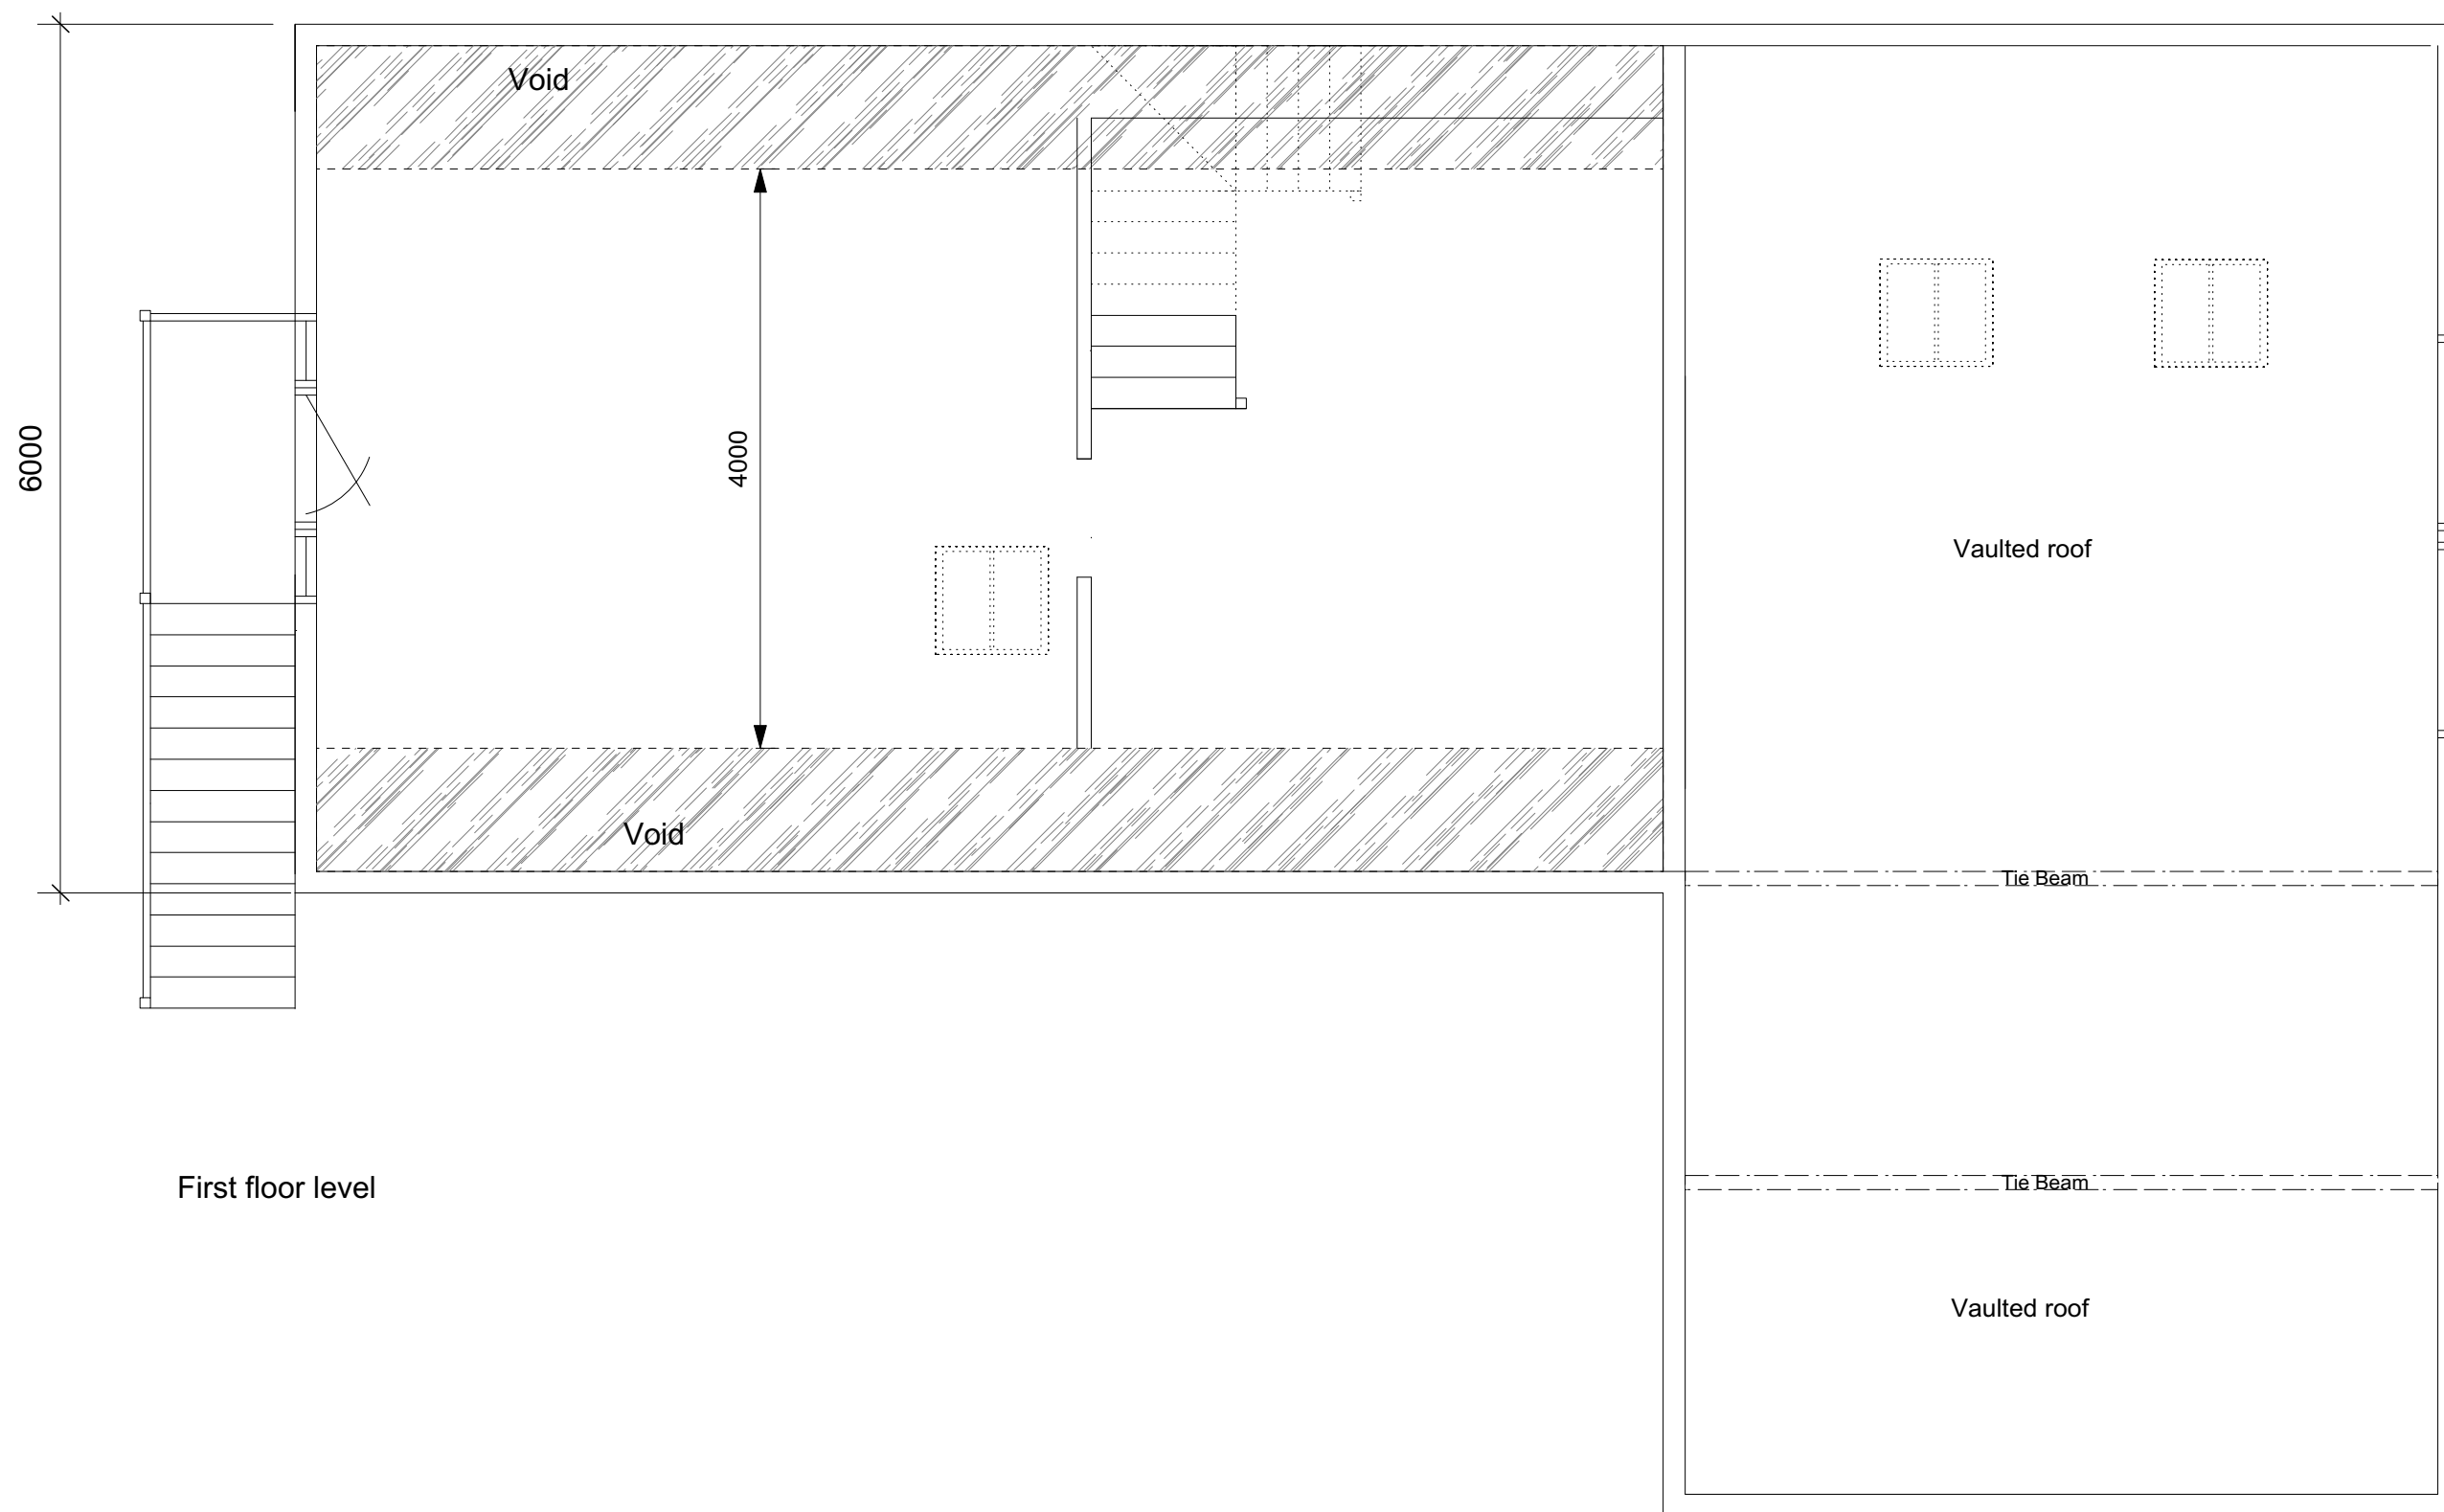 Void
6000
4000
Vaulted roof
Void
Tie Beam
First floor level
Tie Beam
Vaulted roof